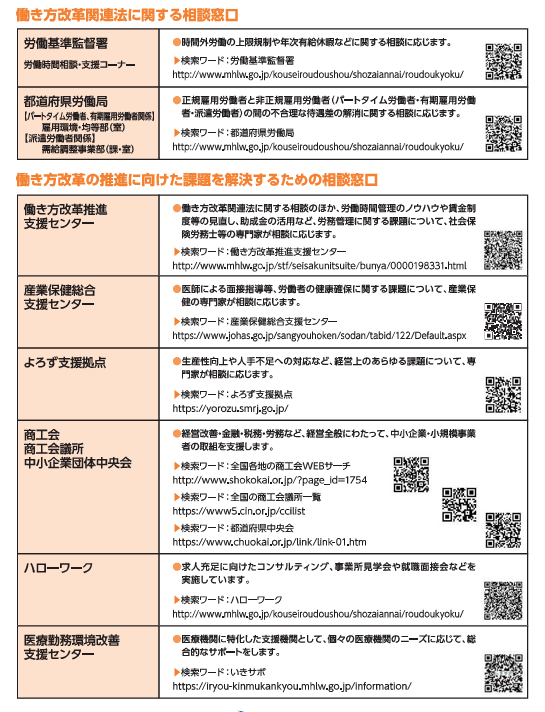 働き方改革関連法に関する相談窓口
労働基準監督署
労働時間相談・支援コーナー
●時間外労働の上限規制や年次有給休暇などに関する相談に応じます。
▶検索ワード：労働基準監督署
http://www.mhlw.go.jp/kouseiroudoushou/shozaiannai/roudoukyoku/
都道府県労働局
【パートタイム労働者、有期雇用労働者関係】
雇用環境・均等部（室）
【派遣労働者関係】
需給調整事業部（課・室）
●正規雇用労働者と非正規雇用労働者（パートタイム労働者・有期雇用労働
者・派遣労働者）の間の不合理な待遇差の解消に関する相談に応じます。
▶検索ワード：都道府県労働局
http://www.mhlw.go.jp/kouseiroudoushou/shozaiannai/roudoukyoku/
働き方改革の推進に向けた課題を解決するための相談窓口
働き方改革推進
支援センター
●働き方改革関連法に関する相談のほか、労働時間管理のノウハウや賃金制
度等の見直し、助成金の活用など、労務管理に関する課題について、社会保
険労務士等の専門家が相談に応じます。
▶検索ワード：働き方改革推進支援センター
http://www.mhlw.go.jp/stf/seisakunitsuite/bunya/0000198331.html
産業保健総合
支援センター
●医師による面接指導等、労働者の健康確保に関する課題について、産業保
健の専門家が相談に応じます。
▶検索ワード：産業保健総合支援センター
https://www.johas.go.jp/sangyouhoken/sodan/tabid/122/Default.aspx
よろず支援拠点
●生産性向上や人手不足への対応など、経営上のあらゆる課題について、専
門家が相談に応じます。
▶検索ワード：よろず支援拠点
https://yorozu.smrj.go.jp/
商工会
商工会議所
中小企業団体中央会
●経営改善・金融・税務・労務など、経営全般にわたって、中小企業・小規模事業
者の取組を支援します。
▶検索ワード：全国各地の商工会WEBサーチ
http://www.shokokai.or.jp/?page_id=1754
▶検索ワード：全国の商工会議所一覧
https://www5.cin.or.jp/ccilist
▶検索ワード：都道府県中央会
https://www.chuokai.or.jp/link/link-01.htm
ハローワーク
●求人充足に向けたコンサルティング、事業所見学会や就職面接会などを
実施しています。
▶検索ワード：ハローワーク
http://www.mhlw.go.jp/kouseiroudoushou/shozaiannai/roudoukyoku/
医療勤務環境改善
支援センター
●医療機関に特化した支援機関として、個々の医療機関のニーズに応じて、総
合的なサポートをします。
▶検索ワード：いきサポ
https://iryou-kinmukankyou.mhlw.go.jp/information/